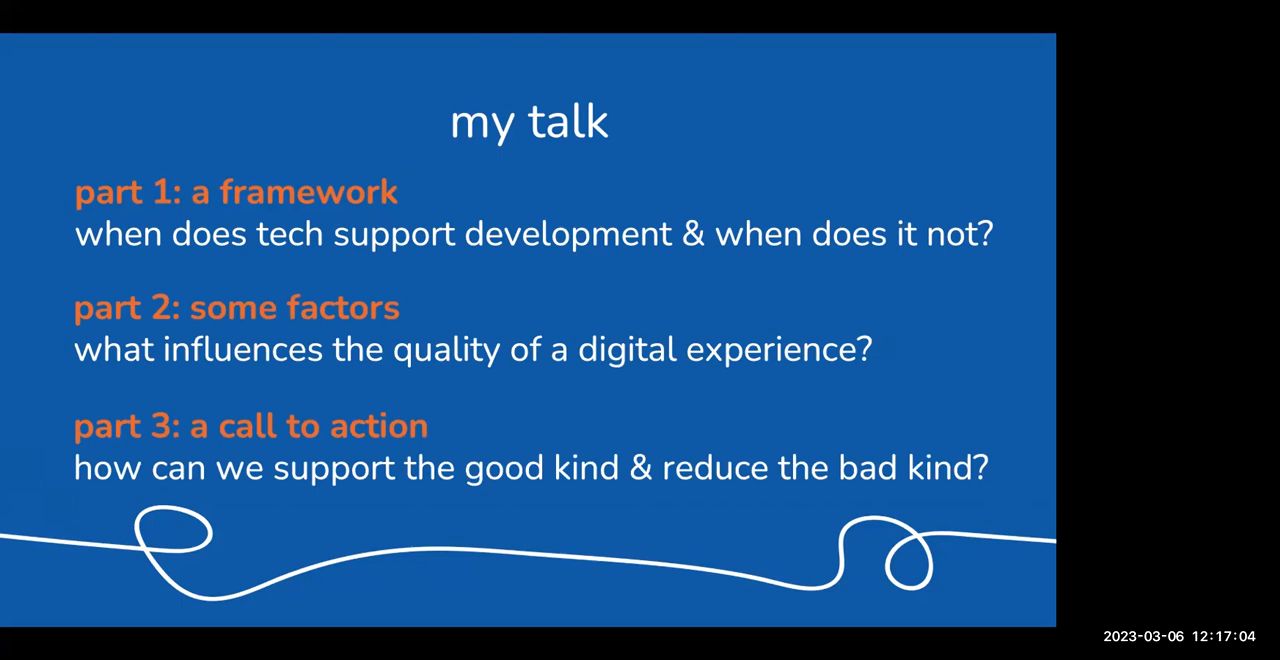 my talk
part 1: a framework
when does tech support development & when does it not?
part 2: some factors
what influences the quality of a digital experience?
part 3: a call to action
how can we support the good kind & reduce the bad kind?
2023-03-06 12:17:04